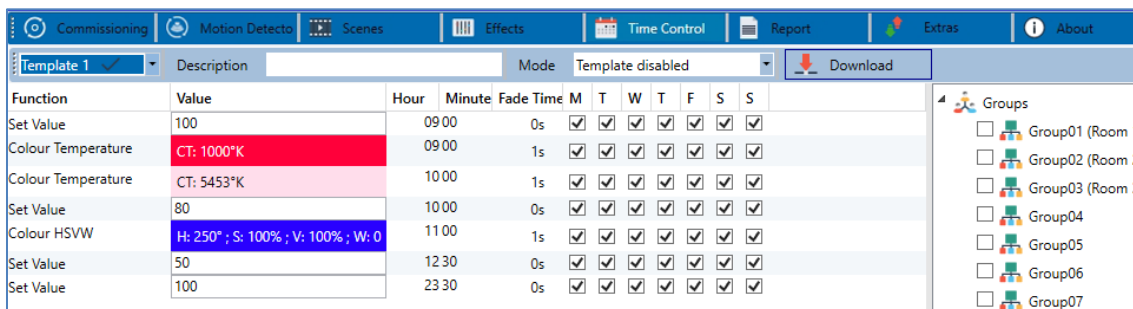 Commissioning Motion Detecto Scenes Effects Time Control Report Extras About
Template 1 Description Mode Template disabled Download
Function Value Hour Minute Fade Time M T W T F S S
Groups
Set Value 100 09 00 0s
Group01 (Room
Colour Temperature CT: 1000°K 09 00 1s
Group02 (Room
Colour Temperature CT: 5453°K 10 00 1s
Group03 (Room
Set Value 80 10 00 0s
Group04
Colour HSVW H: 250° ; S: 100% ; V: 100% ; W: 0 11 00 1s
Group05
Set Value 50 12 30 0s
Group06
Set Value 100 23 30 0s
Group07